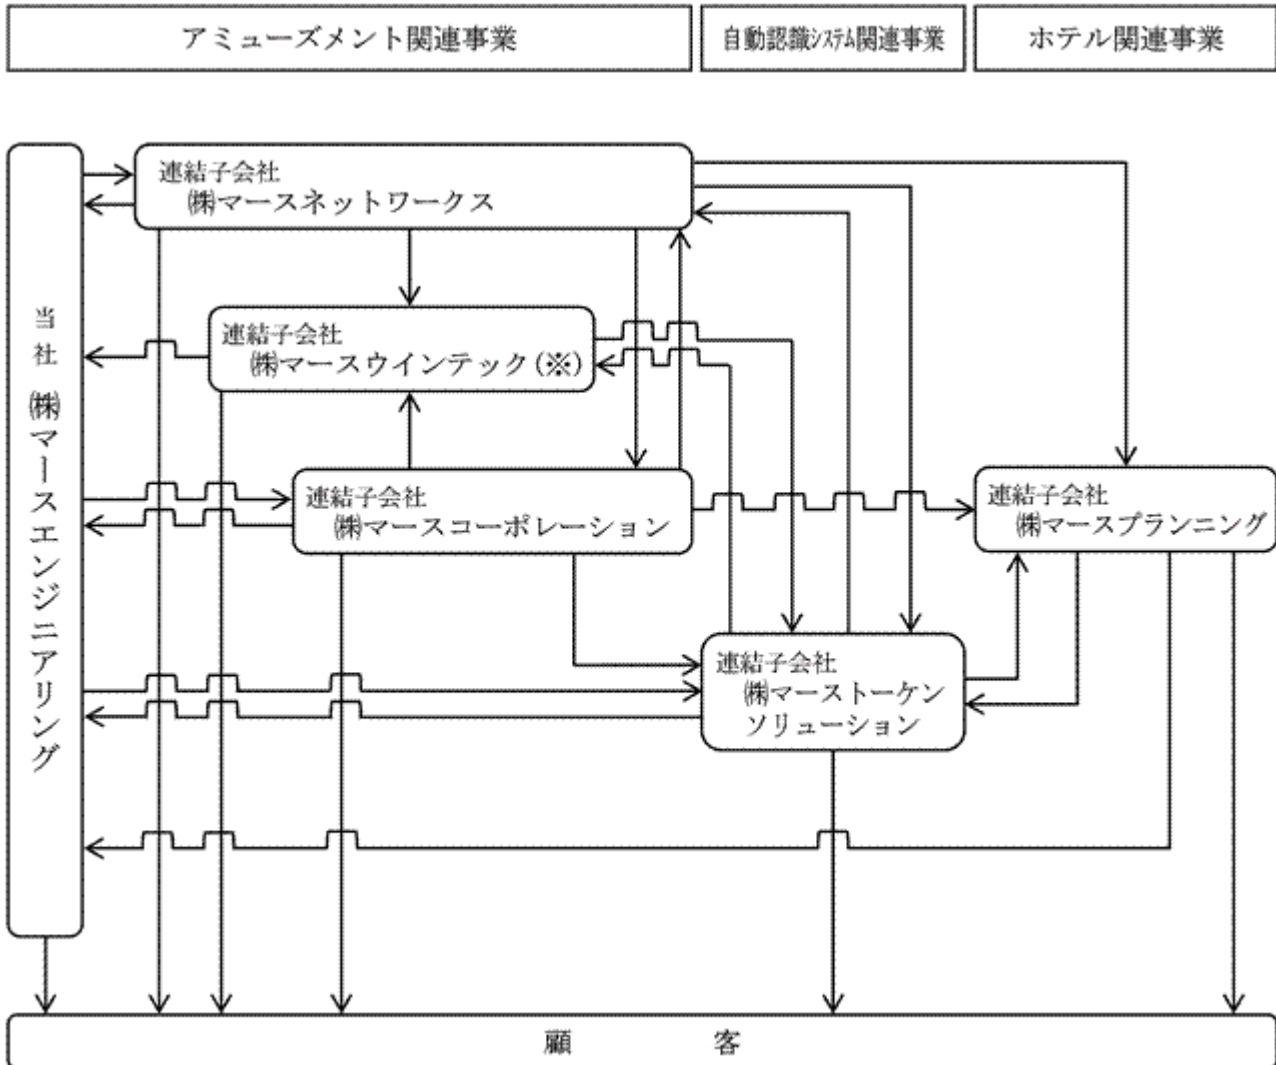 アミューズメント関連事業
自動認識システム関連事業
ホテル関連事業
当社 ㈱マースエンジニアリング
連結子会社
㈱マースネットワークス
連結子会社
㈱マースウインテック(※)
連結子会社
㈱マースコーポレーション
連結子会社
㈱マースプランニング
連結子会社
㈱マーストーケン
ソリューション
顧客